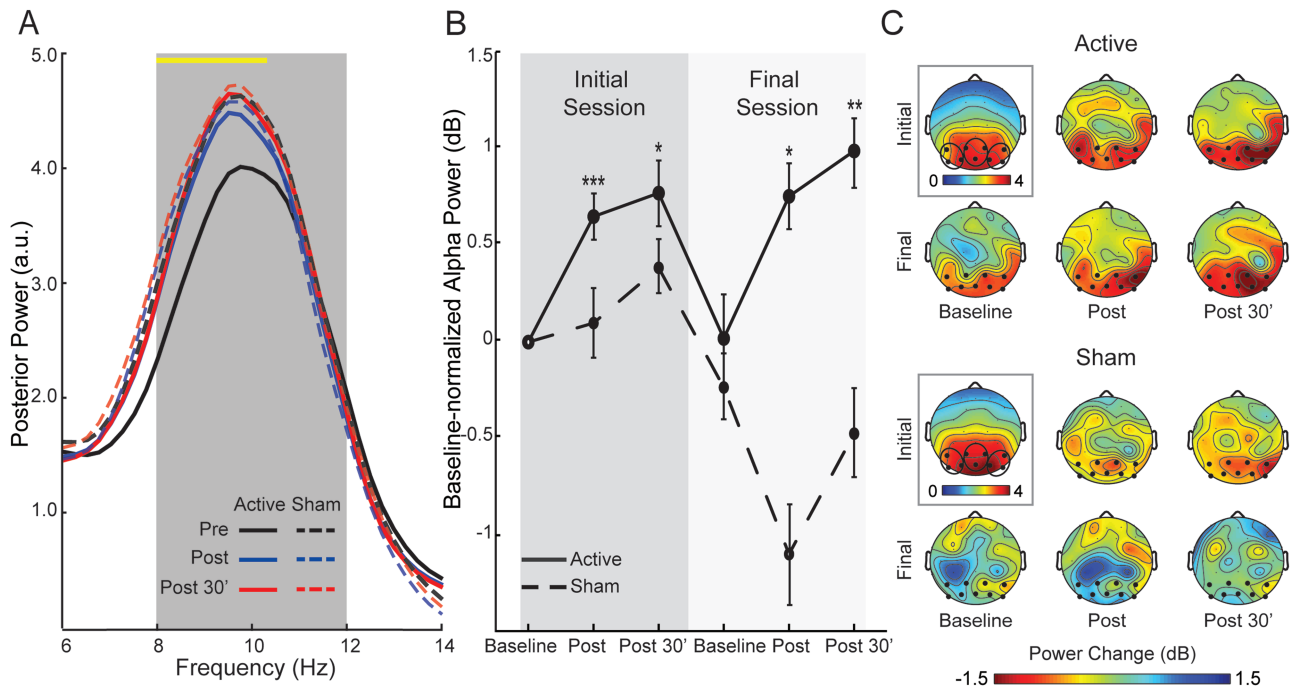 A
5.0
4.0
3.0
2.0
1.0
Posterior Power (a.u.)
Active Sham
Pre
Post
Post 30'
6 8 10 12 14
Frequency (Hz)
B
1.5
1
0.5
0
-0.5
-1
Baseline-normalized Alpha Power (dB)
Initial
Session
Final
Session
***
*
*
**
Active
Sham
Baseline Post Post 30' Baseline Post Post 30'
C
Active
Initial
0 4
Final
Baseline Post Post 30'
Sham
Initial
0 4
Final
Baseline Post Post 30'
Power Change (dB)
-1.5 1.5